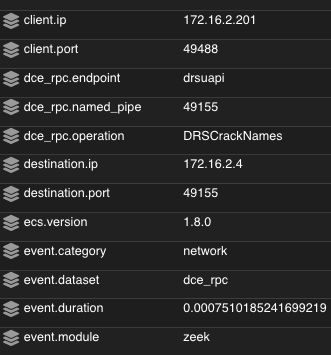 client.ip 172.16.2.201
client.port 49488
dce_rpc.endpoint drsuapi
dce_rpc.named_pipe 49155
dce_rpc.operation DRSCrackNames
destination.ip 172.16.2.4
destination.port 49155
ecs.version 1.8.0
event.category network
event.dataset dce_rpc
event.duration 0.0007510185241699219
event.module zeek